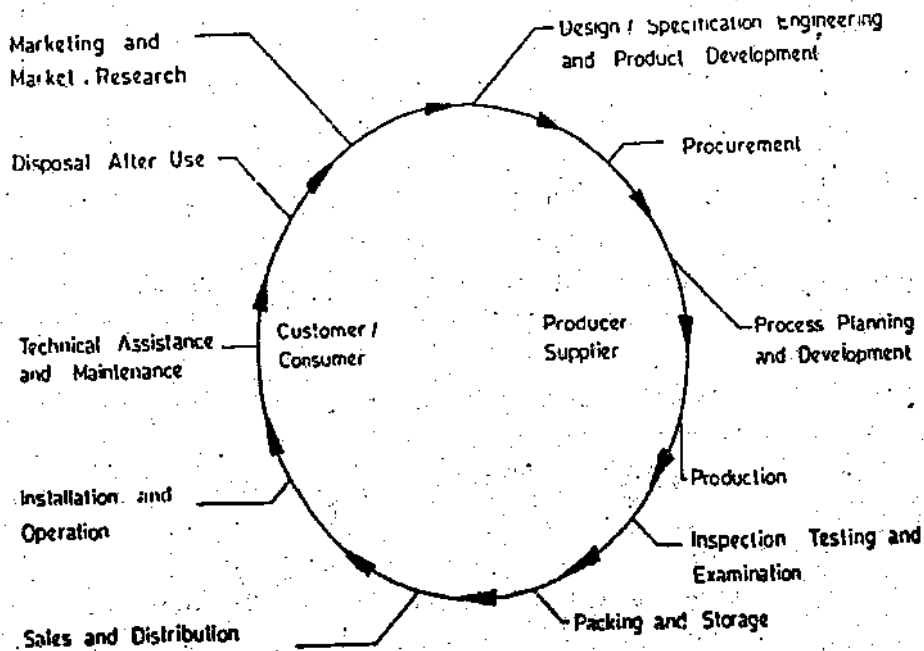 Marketing and
Market . Research
Design / Specification Engineering
and Product Development
Disposal After Use
Procurement
Customer /
Consumer
Producer
Supplier
Technical Assistance
and Maintenance
Process Planning
and Development
Production
Installation and
Operation
Inspection Testing and
Examination
Packing and Storage
Sales and Distribution